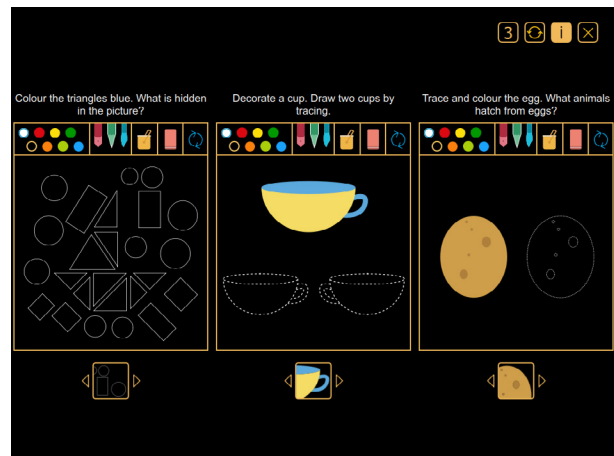 3
i
Colour the triangles blue. What is hidden
in the picture?
Decorate a cup. Draw two cups by
tracing.
Trace and colour the egg. What animals
hatch from eggs?